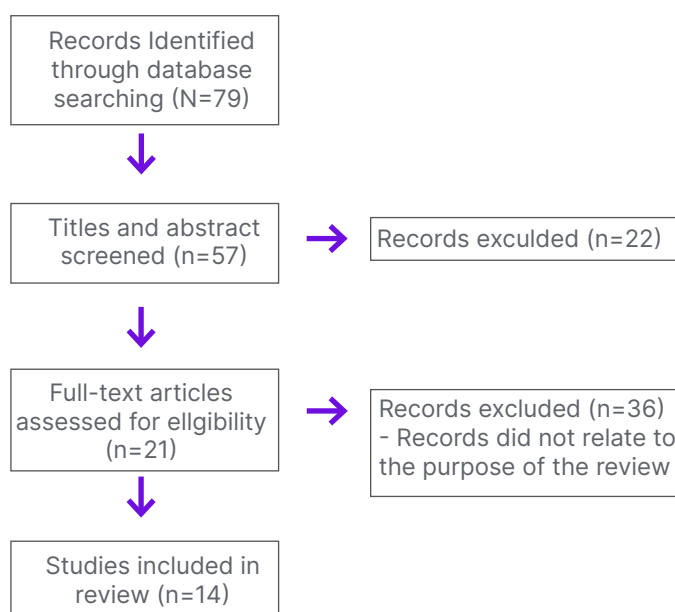 Records Identified
through database
searching (N=79)
Titles and abstract
screened (n=57)
Records exculded (n=22)
Full-text articles
assessed for ellgibility
(n=21)
Records excluded (n=36)
- Records did not relate to
the purpose of the review
Studies included in
review (n=14)